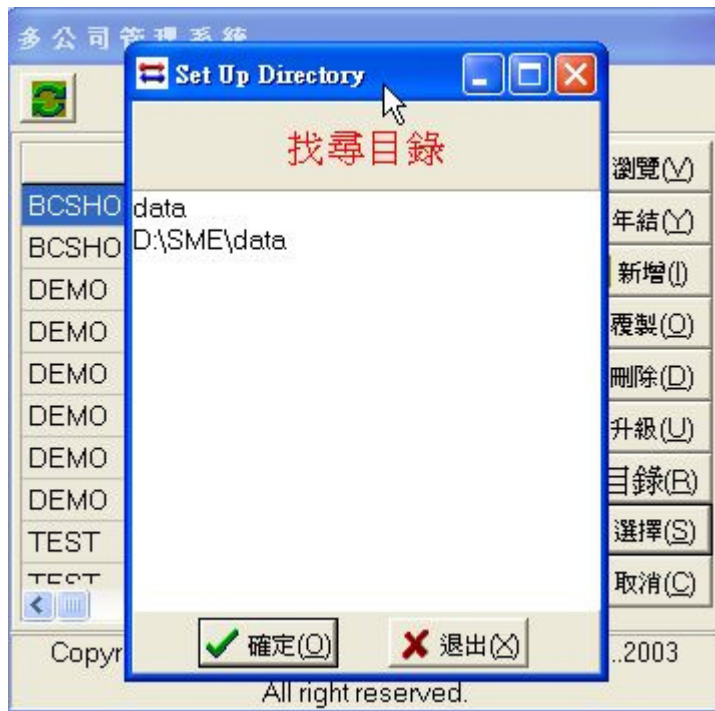 多公司管理系統
Set Up Directory
找尋目錄
data
D:\SME\data
BCSHO
BCSHO
DEMO
DEMO
DEMO
DEMO
DEMO
DEMO
TEST
TEST
瀏覽(V)
年結(Y)
新增(I)
覆製(O)
刪除(D)
升級(U)
目錄(R)
選擇(S)
取消(C)
確定(O)
退出(X)
Copyr
..2003
All right reserved.